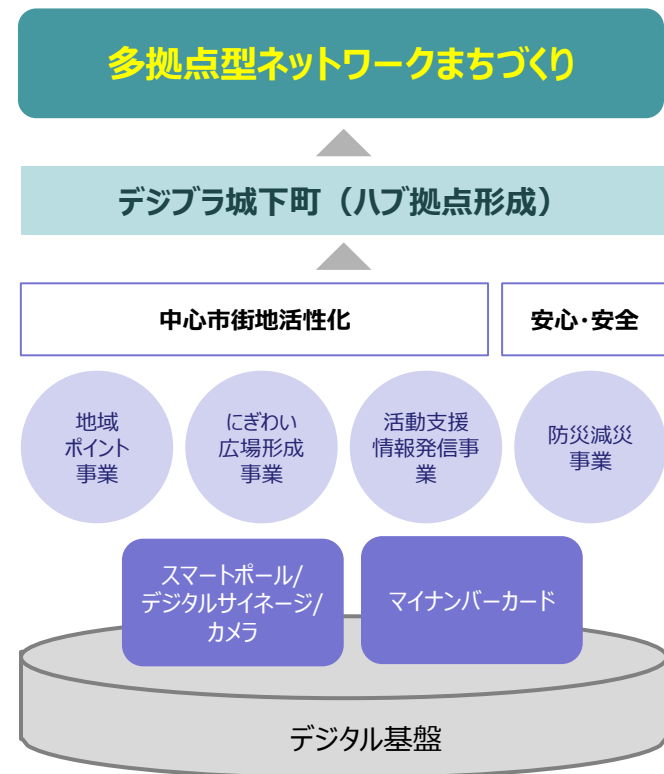 多拠点型ネットワークまちづくり
デジブラ城下町（ハブ拠点形成）
中心市街地活性化
安心・安全
地域
ポイント
事業
にぎわい
広場形成
事業
活動支援
情報発信事
業
防災減災
事業
スマートポール/
デジタルサイネージ/
カメラ
マイナンバーカード
デジタル基盤